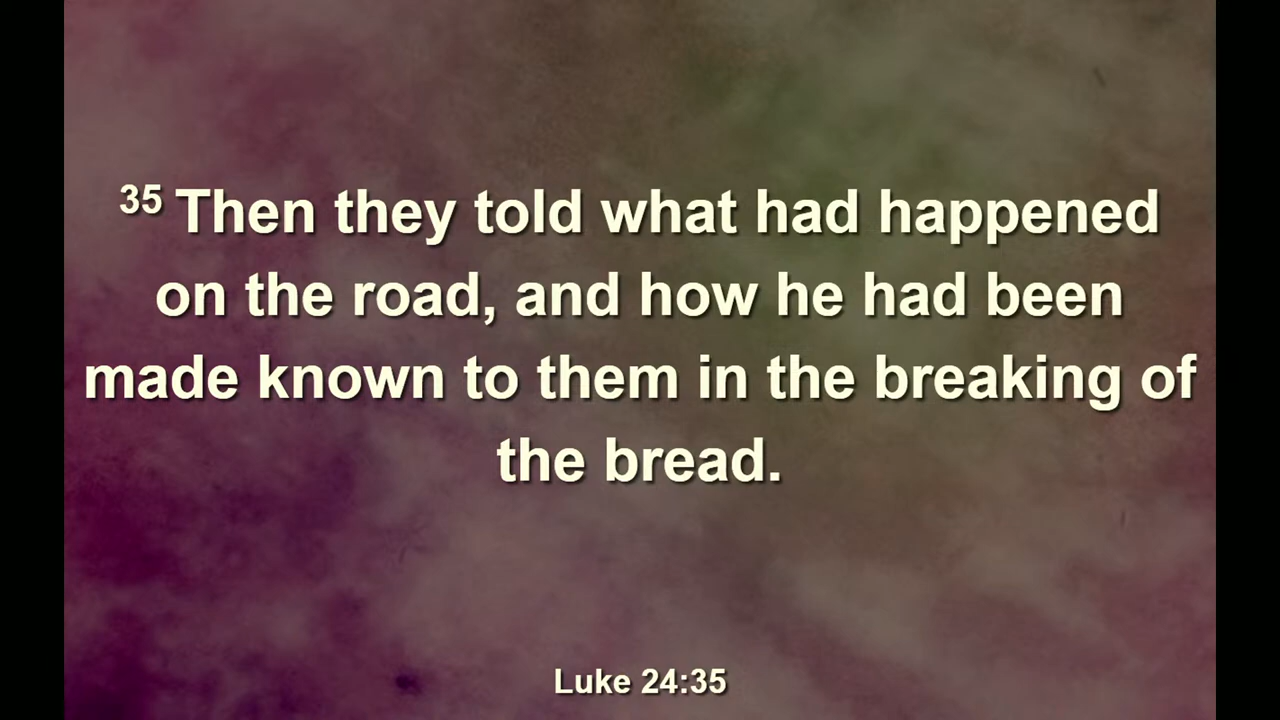 35 Then they told what had happened
on the road, and how he had been
made known to them in the breaking of
the bread.
Luke 24:35